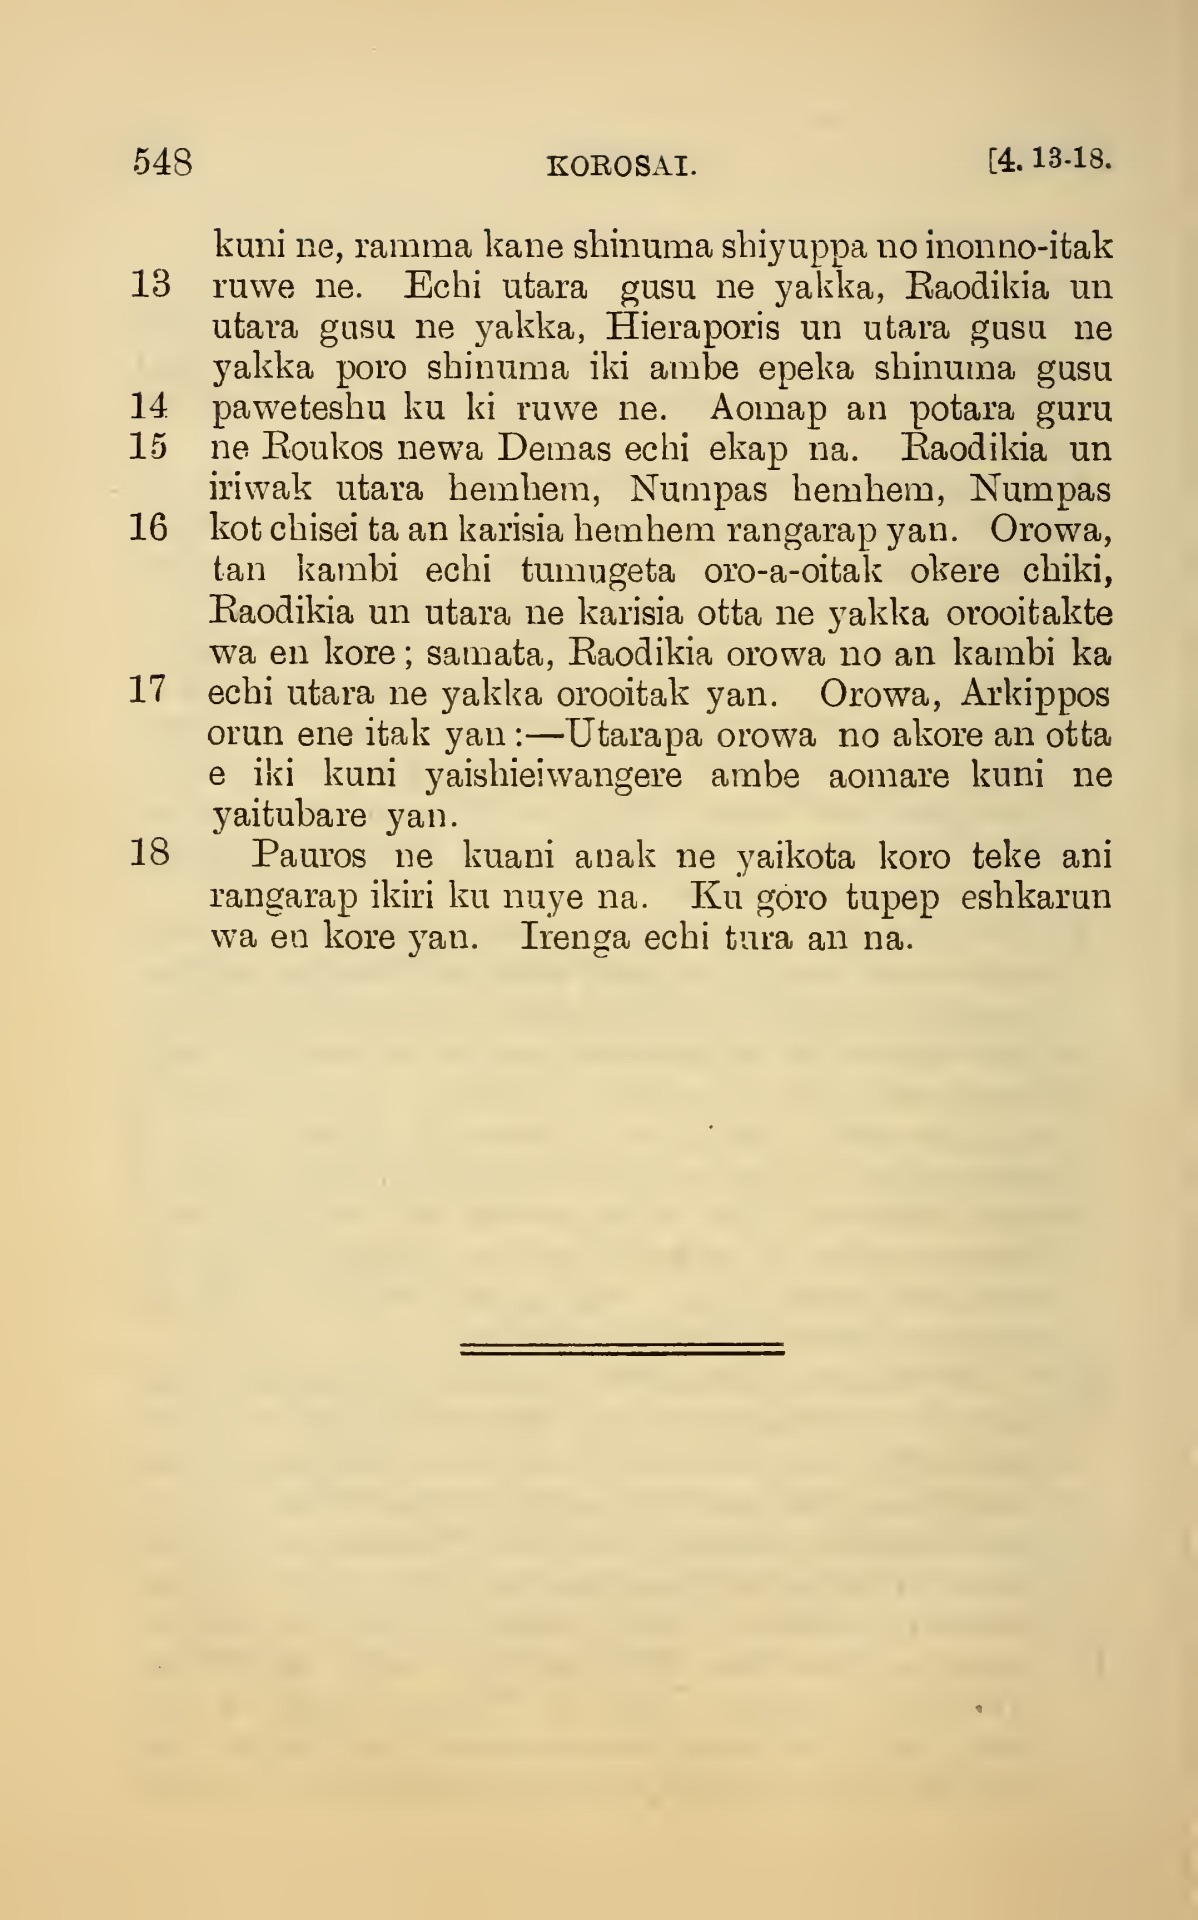 548 KOROSAI. [4. 13-18.
kuni ne, ramma kane shinuma shiyuppa no inonno-itak
13 ruwe ne. Echi utara gusu ne yakka, Raodikia un
utara gusu ne yakka, Hieraporis un utara gusu ne
yakka poro shinuma iki ambe epeka shinuma gusu
14 paweteshu ku ki ruwe ne. Aomap an potara guru
15 ne Roukos newa Demas echi ekap na. Raodikia un
iriwak utara hemhem, Numpas hemhem, Numpas
16 kot chisei ta an karisia hemhem rangarap yan. Orowa,
tan kambi echi tumugeta oro-a-oitak okere chiki,
Raodikia un utara ne karisia otta ne yakka orooitakte
wa en kore; samata, Raodikia orowa no an kambi ka
17 echi utara ne yakka orooitak yan. Orowa, Arkippos
orun ene itak yan:—Utarapa orowa no akore an otta
e iki kuni yaishieiwangere ambe aomare kuni ne
yaitubare yan.
18 Pauros ne kuani anak ne yaikota koro teke ani
rangarap ikiri ku nuye na. Ku goro tupep eshkarun
wa en kore yan. Irenga echi tura an na.